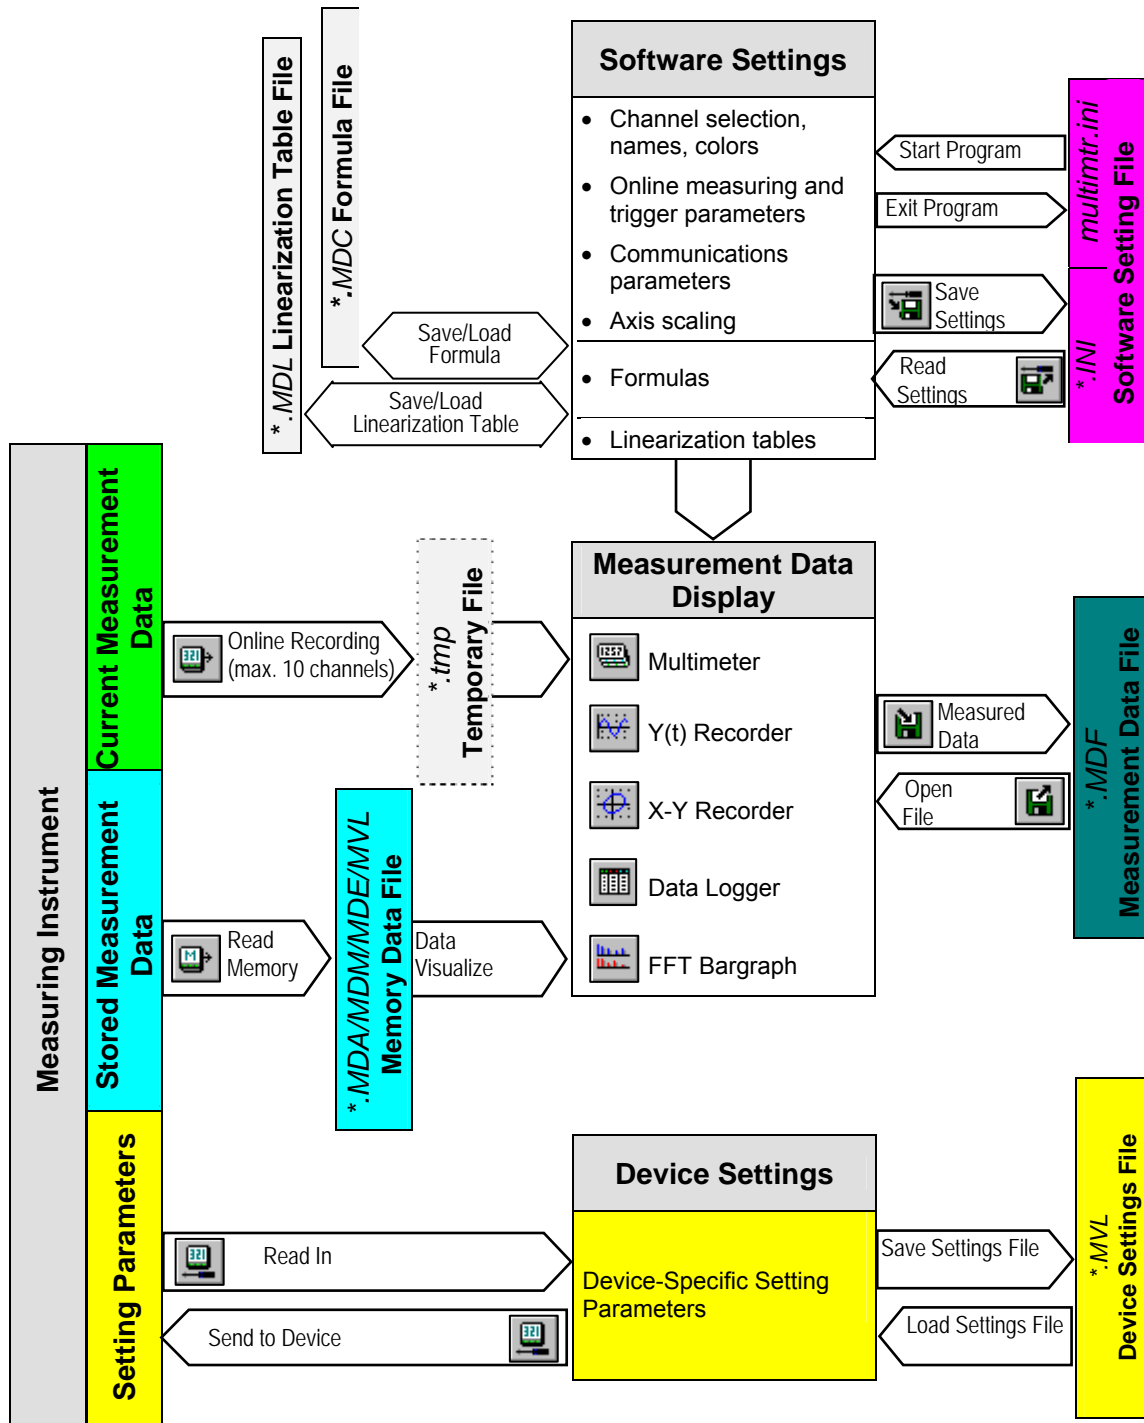 *.MDL Linearization Table File
*.MDC Formula File
Software Settings
• Channel selection,
names, colors
• Online measuring and
trigger parameters
• Communications
parameters
• Axis scaling
• Formulas
• Linearization tables
Start Program
Exit Program
Save
Settings
Read
Settings
multimtr.ini
*.INI
Software Setting File
Save/Load
Formula
Save/Load
Linearization Table
Measuring Instrument
Current Measurement
Data
Stored Measurement
Data
Setting Parameters
321
Online Recording
(max. 10 channels)
*.tmp
Temporary File
M
Read
Memory
*.MDA/MDM/MDE/MVL
Memory Data File
Data
Visualize
Measurement Data
Display
1257
Multimeter
Y(t) Recorder
X-Y Recorder
Data Logger
FFT Bargraph
Measured
Data
Open
File
*.MDF
Measurement Data File
321
Read In
Send to Device
321
Device Settings
Device-Specific Setting
Parameters
Save Settings File
Load Settings File
*.MVL
Device Settings File